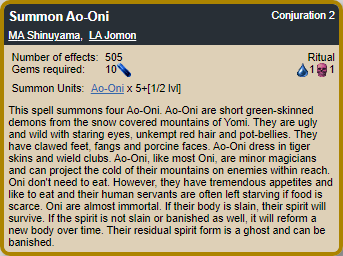 Summon Ao-Oni Conjuration 2
MA Shinuyama, LA Jomon
Number of effects: 505 Ritual
Gems required: 10 1 1
Summon Units: Ao-Oni x 5+[1/2 lvl]
This spell summons four Ao-Oni. Ao-Oni are short green-skinned
demons from the snow covered mountains of Yomi. They are ugly
and wild with staring eyes, unkempt red hair and pot-bellies. They
have clawed feet, fangs and porcine faces. Ao-Oni dress in tiger
skins and wield clubs. Ao-Oni, like most Oni, are minor magicians
and can project the cold of their mountains on enemies within reach.
Oni don't need to eat. However, they have tremendous appetites and
like to eat and their human servants are often left starving if food is
scarce. Oni are almost immortal. If their body is slain, their spirit will
survive. If the spirit is not slain or banished as well, it will reform a
new body over time. Their residual spirit form is a ghost and can be
banished.